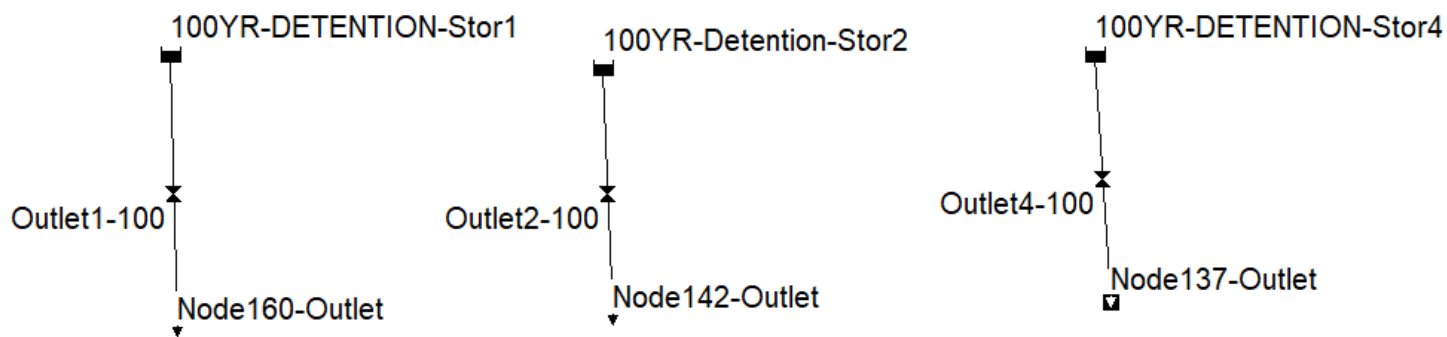 100YR-DETENTION-Stor1
100YR-Detention-Stor2
100YR-DETENTION-Stor4
Outlet1-100
Outlet2-100
Outlet4-100
Node160-Outlet
Node142-Outlet
Node137-Outlet